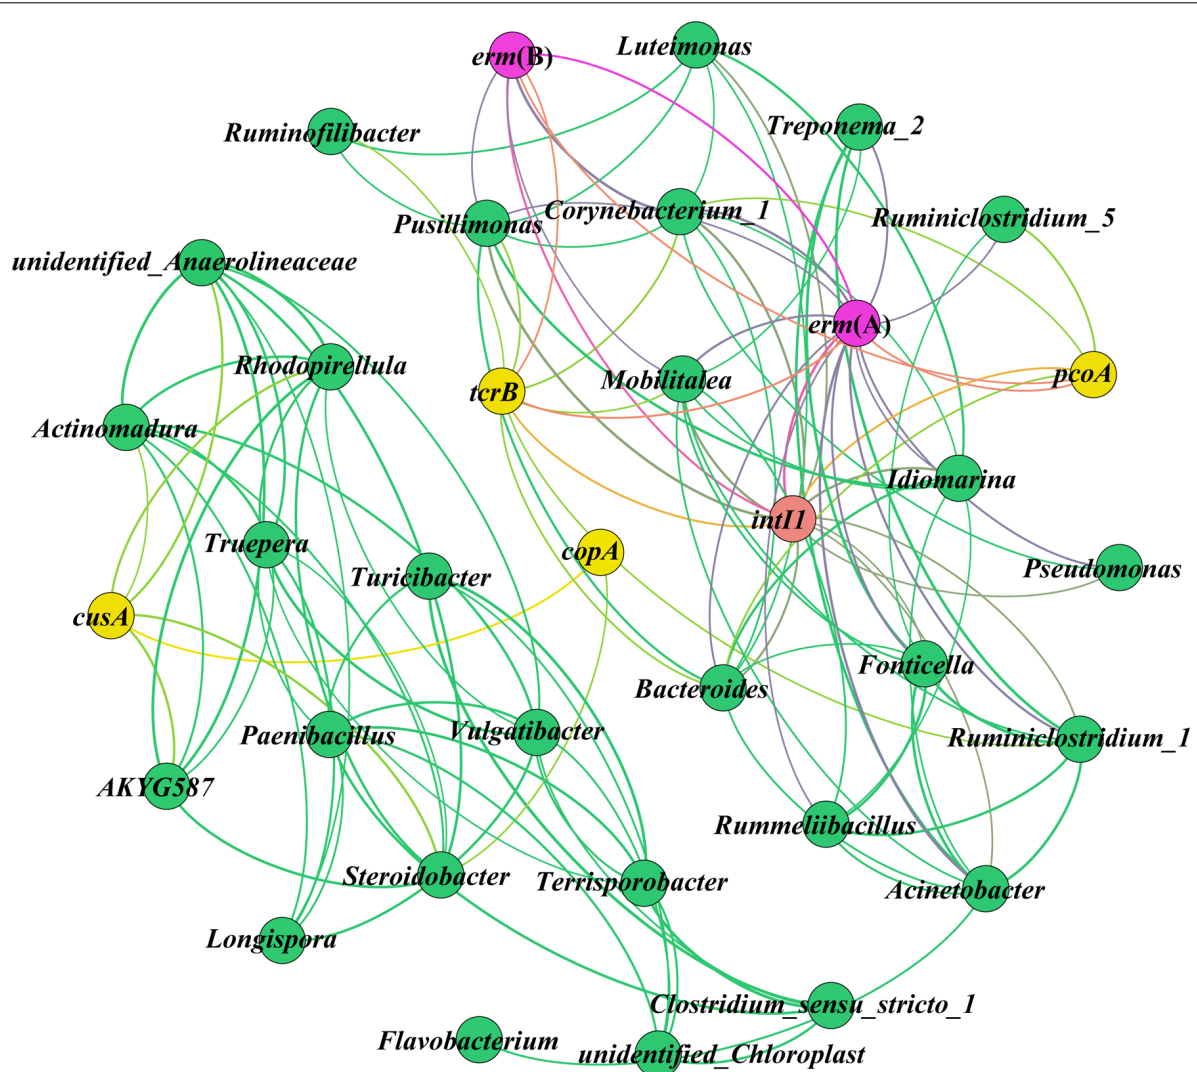 Luteimonas
erm(B)
Treponema_2
Ruminofilibacter
Corynebacterium_1
Ruminiclostridium_5
Pusillimonas
unidentified_Anaerolineaceae
erm(A)
Rhodopirellula
pcoA
Mobilitalea
tcrB
Actinomadura
Idiomarina
intI1
Truepera
copA
Pseudomonas
Turicibacter
cusA
Fonticella
Bacteroides
Vulgatibacter
Paenibacillus
Ruminiclostridium_1
AKYG587
Rummeliibacillus
Steroidobacter
Terrisporobacter
Acinetobacter
Longispora
Clostridium_sensu_stricto_1
Flavobacterium
unidentified_Chloroplast